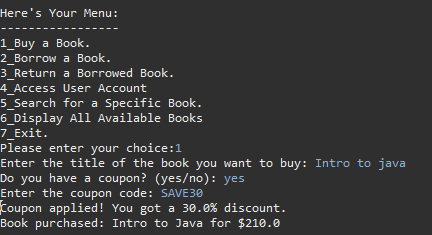 Here's Your Menu:
-----------------
1_Buy a Book.
2_Borrow a Book.
3_Return a Borrowed Book.
4_Access User Account
5_Search for a Specific Book.
6_Display All Available Books
7_Exit.
Please enter your choice:1
Enter the title of the book you want to buy: Intro to java
Do you have a coupon? (yes/no): yes
Enter the coupon code: SAVE30
Coupon applied! You got a 30.0% discount.
Book purchased: Intro to Java for $210.0